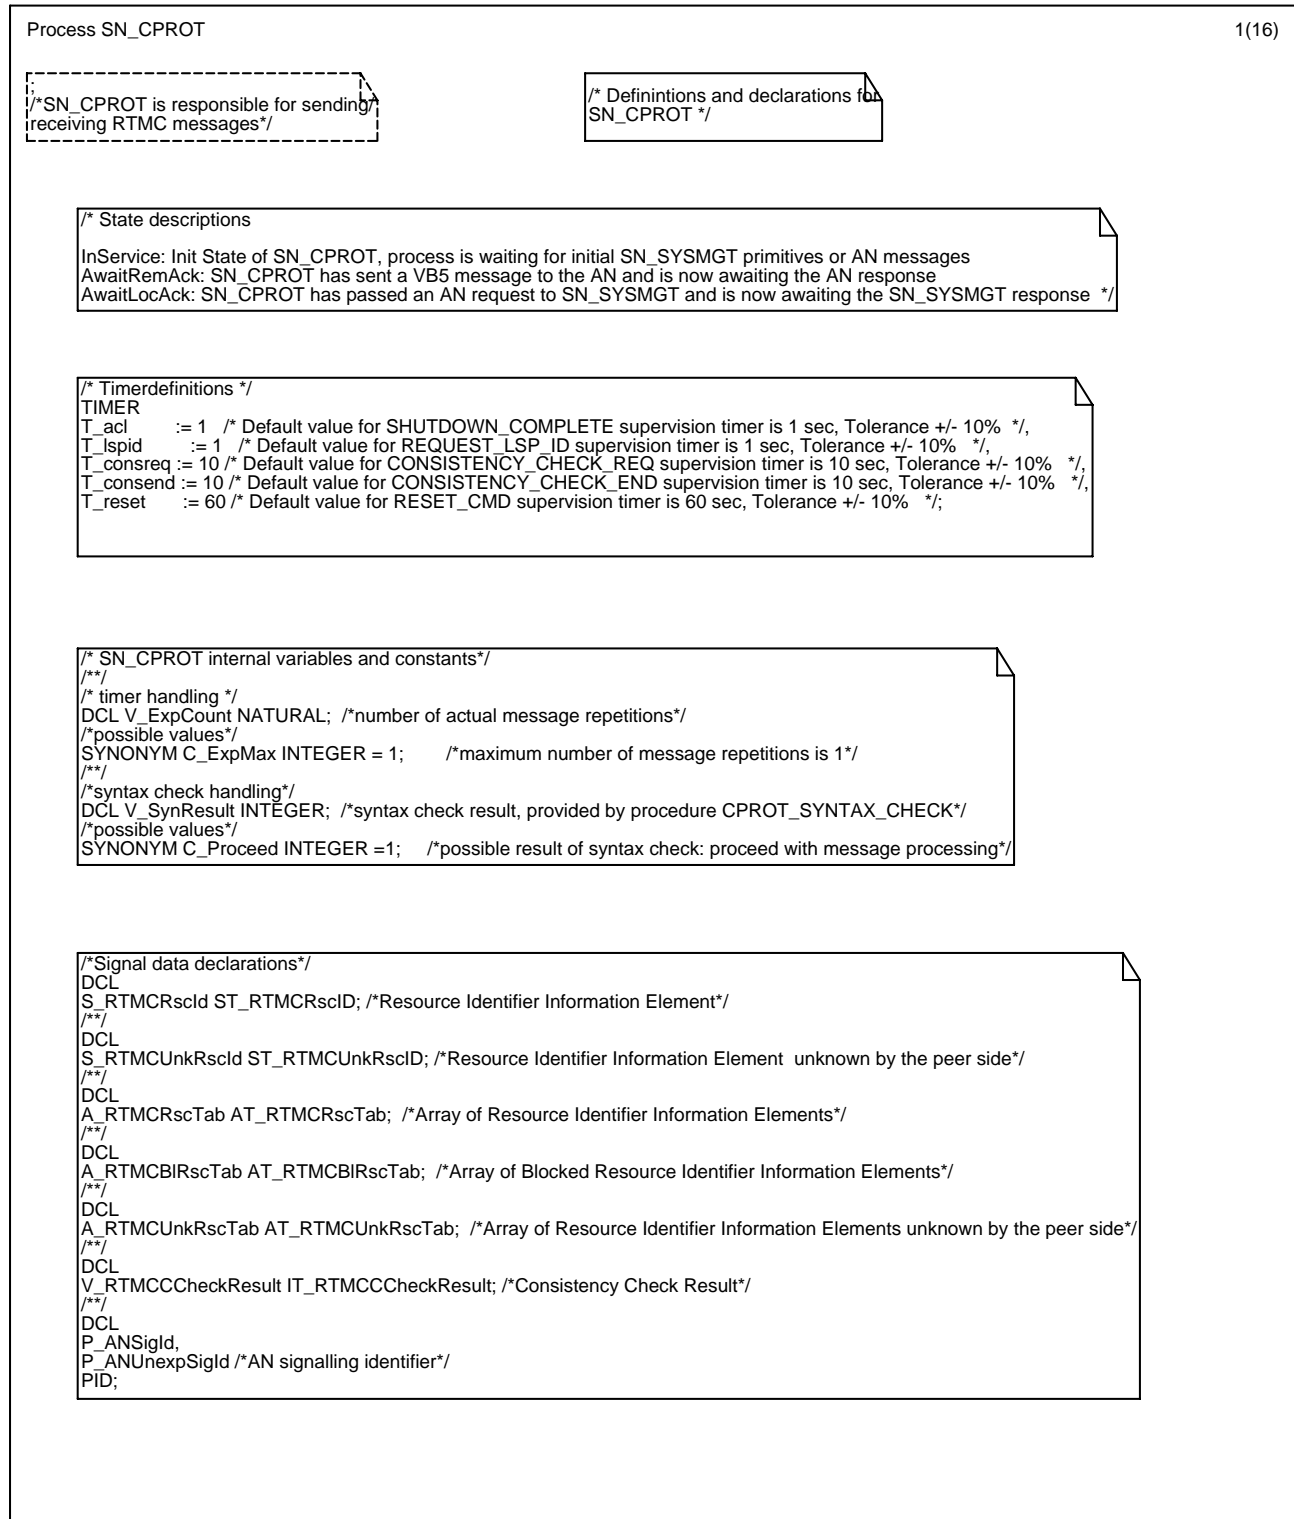 Process SN_CPROT
1(16)
;
/*SN_CPROT is responsible for sending/
receiving RTMC messages*/
/* Definintions and declarations for
SN_CPROT */
/* State descriptions
InService: Init State of SN_CPROT, process is waiting for initial SN_SYSMGT primitives or AN messages
AwaitRemAck: SN_CPROT has sent a VB5 message to the AN and is now awaiting the AN response
AwaitLocAck: SN_CPROT has passed an AN request to SN_SYSMGT and is now awaiting the SN_SYSMGT response */
/* Timerdefinitions */
TIMER
T_acl := 1 /* Default value for SHUTDOWN_COMPLETE supervision timer is 1 sec, Tolerance +/- 10% */,
T_lspid := 1 /* Default value for REQUEST_LSP_ID supervision timer is 1 sec, Tolerance +/- 10% */,
T_consreq := 10 /* Default value for CONSISTENCY_CHECK_REQ supervision timer is 10 sec, Tolerance +/- 10% */,
T_consend := 10 /* Default value for CONSISTENCY_CHECK_END supervision timer is 10 sec, Tolerance +/- 10% */,
T_reset := 60 /* Default value for RESET_CMD supervision timer is 60 sec, Tolerance +/- 10% */;
/* SN_CPROT internal variables and constants*/
/**/
/* timer handling */
DCL V_ExpCount NATURAL; /*number of actual message repetitions*/
/*possible values*/
SYNONYM C_ExpMax INTEGER = 1; /*maximum number of message repetitions is 1*/
/**/
/*syntax check handling*/
DCL V_SynResult INTEGER; /*syntax check result, provided by procedure CPROT_SYNTAX_CHECK*/
/*possible values*/
SYNONYM C_Proceed INTEGER =1; /*possible result of syntax check: proceed with message processing*/
/*Signal data declarations*/
DCL
S_RTMCRscId ST_RTMCRscID; /*Resource Identifier Information Element*/
/**/
DCL
S_RTMCUnkRscId ST_RTMCUnkRscID; /*Resource Identifier Information Element unknown by the peer side*/
/**/
DCL
A_RTMCRscTab AT_RTMCRscTab; /*Array of Resource Identifier Information Elements*/
/**/
DCL
A_RTMCBlRscTab AT_RTMCBlRscTab; /*Array of Blocked Resource Identifier Information Elements*/
/**/
DCL
A_RTMCUnkRscTab AT_RTMCUnkRscTab; /*Array of Resource Identifier Information Elements unknown by the peer side*/
/**/
DCL
V_RTMCCCheckResult IT_RTMCCCheckResult; /*Consistency Check Result*/
/**/
DCL
P_ANSigId,
P_ANUnexpSigId /*AN signalling identifier*/
PID;